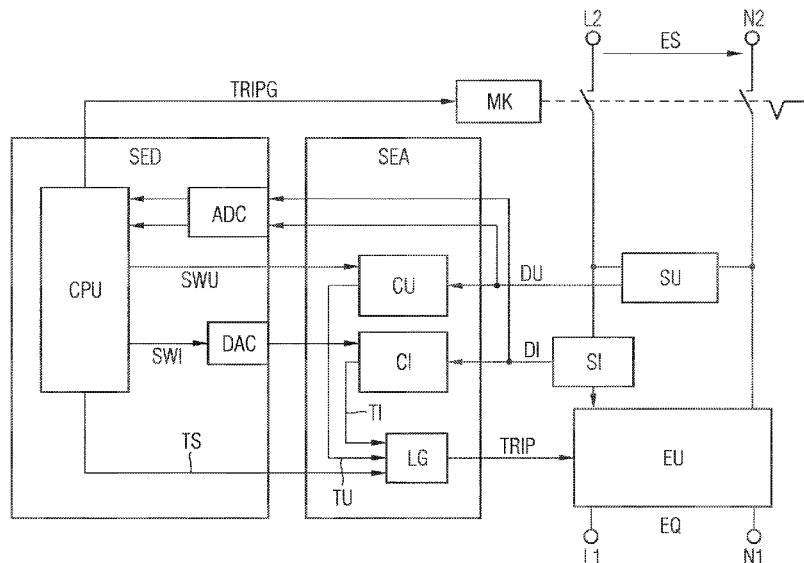 L2 N2
ES
TRIPG
MK
SED SEA
ADC
CPU
SWU CU DU SU
SWI DAC CI DI SI
TI
TS LG TRIP EU
TU
EQ
L1 N1